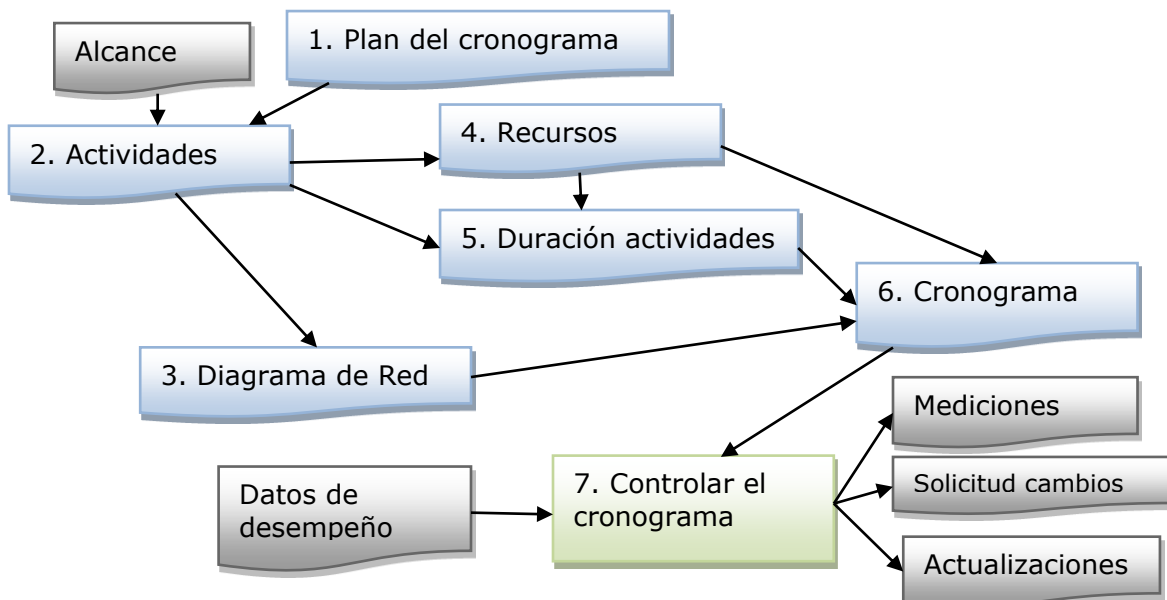 Alcance
1. Plan del cronograma
2. Actividades
4. Recursos
5. Duración actividades
6. Cronograma
3. Diagrama de Red
Mediciones
Datos de
desempeño
7. Controlar el
cronograma
Solicitud cambios
Actualizaciones